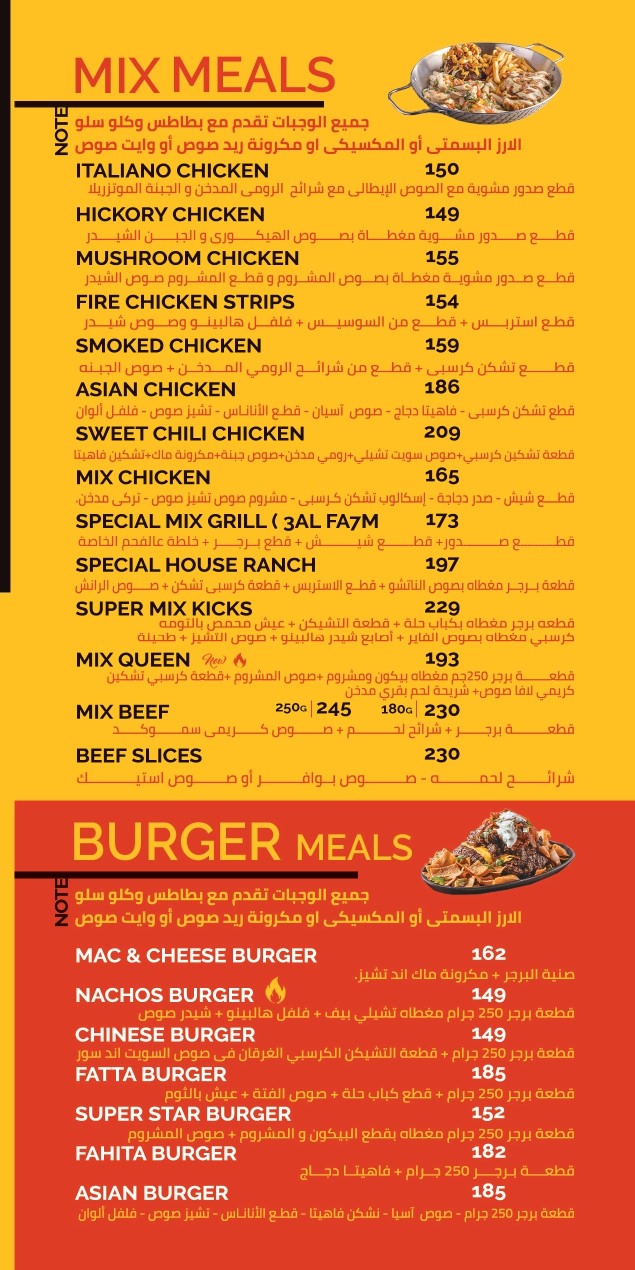 MIX MEALS
NOTE
جميع الوجبات تقدم مع بطاطس وكلو سلو
الارز البسمتى أو المكسيكى او مكرونة ريد صوص أو وايت صوص
ITALIANO CHICKEN 150
قطع صدور مشوية مع الصوص الإيطالى مع شرائح الرومى المدخن و الجبنة الموتزريلا
HICKORY CHICKEN 149
قطع صدور مشوية مغطاة بصوص الهيكورى و الجبن الشيدر
MUSHROOM CHICKEN 155
قطع صدور مشوية مغطاة بصوص المشروم و قطع المشروم صوص الشيدر
FIRE CHICKEN STRIPS 154
قطع استربس + قطع من السوسيس + فلفل هالبينو وصوص شيدر
SMOKED CHICKEN 159
قطع تشكن كرسبى + قطع من شرائح الرومي المدخن + صوص الجبنه
ASIAN CHICKEN 186
قطع تشكن كرسبى - فاهيتا دجاج - صوص آسيان - قطع الأناناس - تشيز صوص - فلفل ألوان
SWEET CHILI CHICKEN 209
قطعة تشكين كرسبي+صوص سويت تشيلي+رومي مدخن+صوص جبنة+مكرونة ماك+تشكين فاهيتا
MIX CHICKEN 165
قطع شيش - صدر دجاجة - إسكالوب تشكن كرسبى - مشروم صوص تشيز صوص - تركى مدخن.
SPECIAL MIX GRILL ( 3AL FA7M 173
قطع صدور+ قطع شيش + قطع برجر + خلطة عالفحم الخاصة
SPECIAL HOUSE RANCH 197
قطعة برجر مغطاه بصوص الناتشو + قطع الاستربس + قطعة كرسبى تشكن + صوص الرانش
SUPER MIX KICKS 229
قطعه برجر مغطاه بكباب حلة + قطعة التشيكن + عيش محمص بالتومه
كرسبي مغطاه بصوص الفاير + أصابع شيدر هالبينو + صوص التشيز + طحينة
MIX QUEEN New 193
قطعة برجر 250جم مغطاه بيكون ومشروم +صوص المشروم +قطعة كرسبي تشكين
كريمي لافا صوص+ شريحة لحم بقري مدخن
MIX BEEF 250G | 245 180G | 230
قطعة برجر + شرائح لحم + صوص كريمى سموكد
BEEF SLICES 230
شرائح لحمه - صوص بوافر أو صوص استيك
BURGER MEALS
NOTE
جميع الوجبات تقدم مع بطاطس وكلو سلو
الارز البسمتى أو المكسيكى او مكرونة ريد صوص أو وايت صوص
MAC & CHEESE BURGER 162
صنية البرجر + مكرونة ماك اند تشيز.
NACHOS BURGER 149
قطعة برجر 250 جرام مغطاه تشيلي بيف + فلفل هالبينو + شيدر صوص
CHINESE BURGER 149
قطعة برجر 250 جرام + قطعة التشيكن الكرسبي الغرقان فى صوص السويت اند سور
FATTA BURGER 185
قطعة برجر 250 جرام + قطع كباب حلة + صوص الفتة + عيش بالثوم
SUPER STAR BURGER 152
قطعة برجر 250 جرام مغطاه بقطع البيكون و المشروم + صوص المشروم
FAHITA BURGER 182
قطعة برجر 250 جرام + فاهيتا دجاج
ASIAN BURGER 185
قطعة برجر 250 جرام - صوص آسيا - نشكن فاهيتا - قطع الأناناس - تشيز صوص - فلفل ألوان